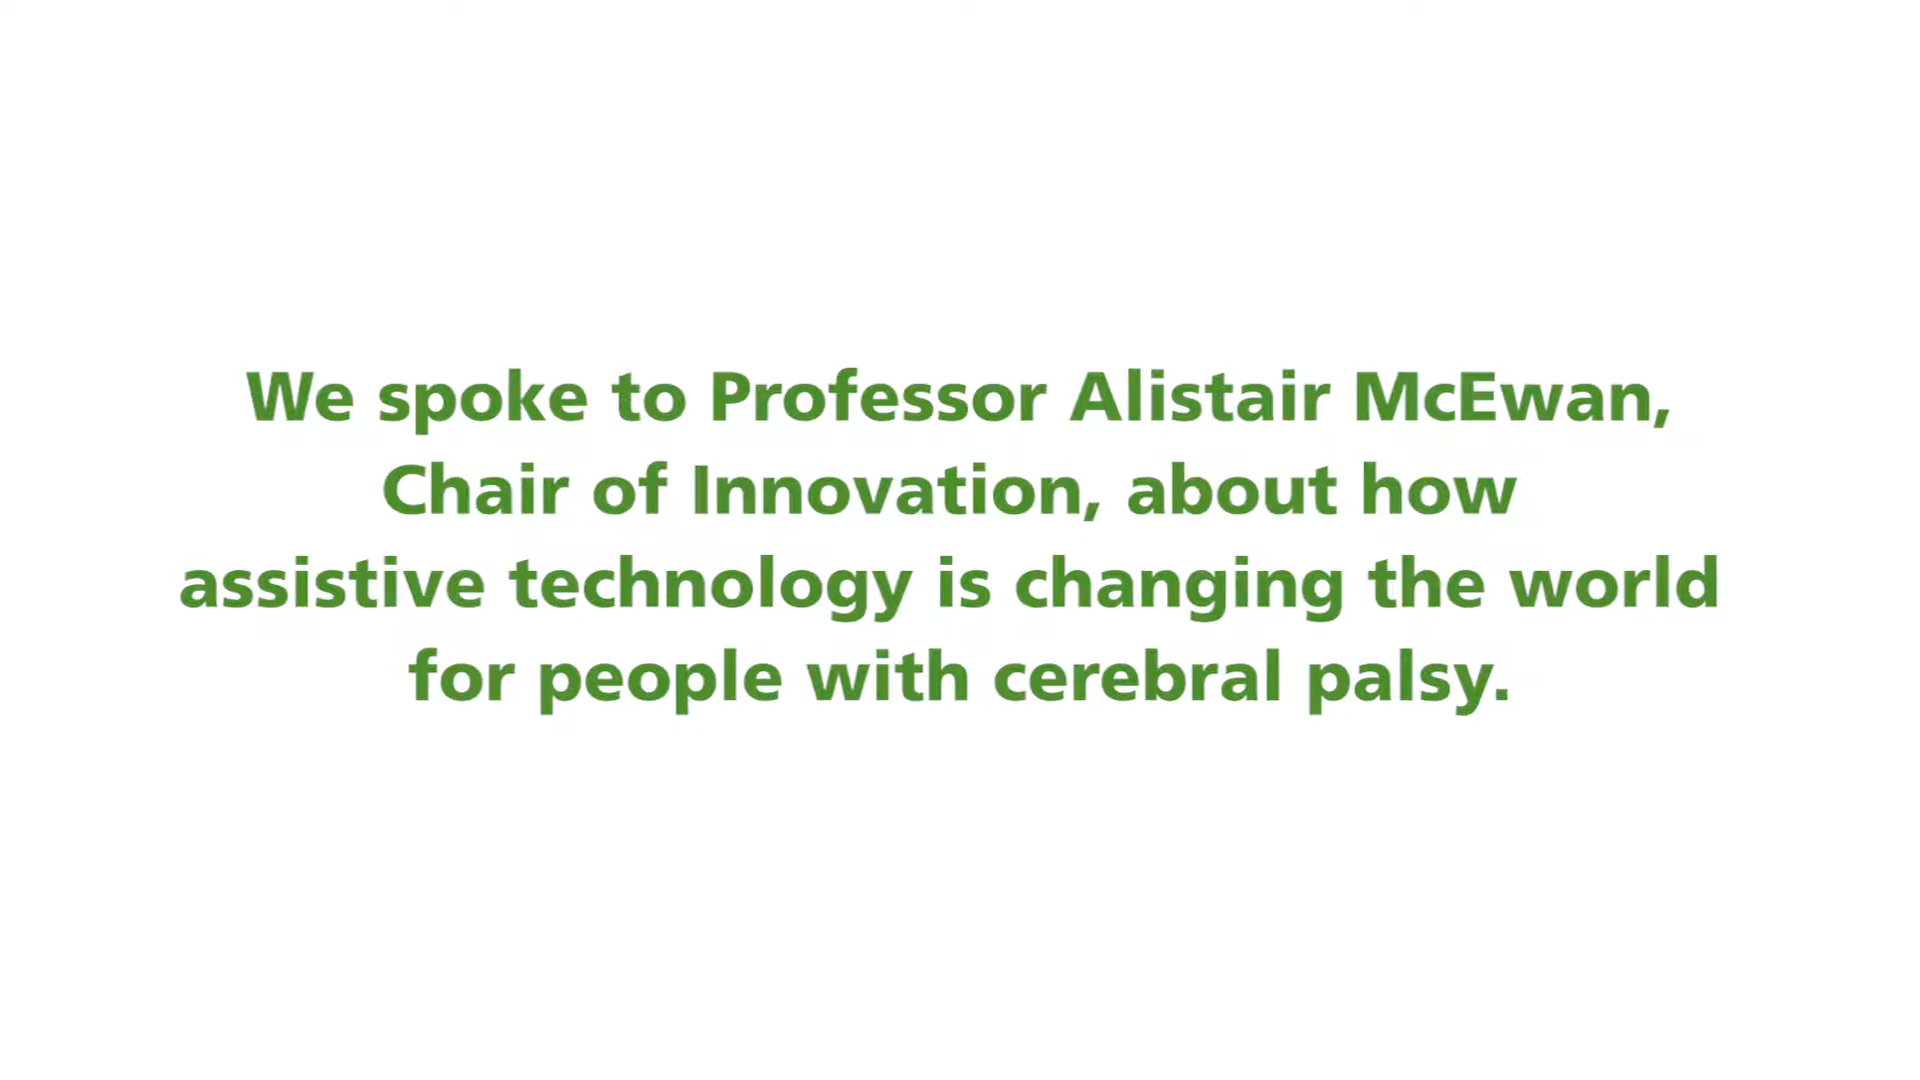 We spoke to Professor Alistair McEwan,
Chair of Innovation, about how
assistive technology is changing the world
for people with cerebral palsy.